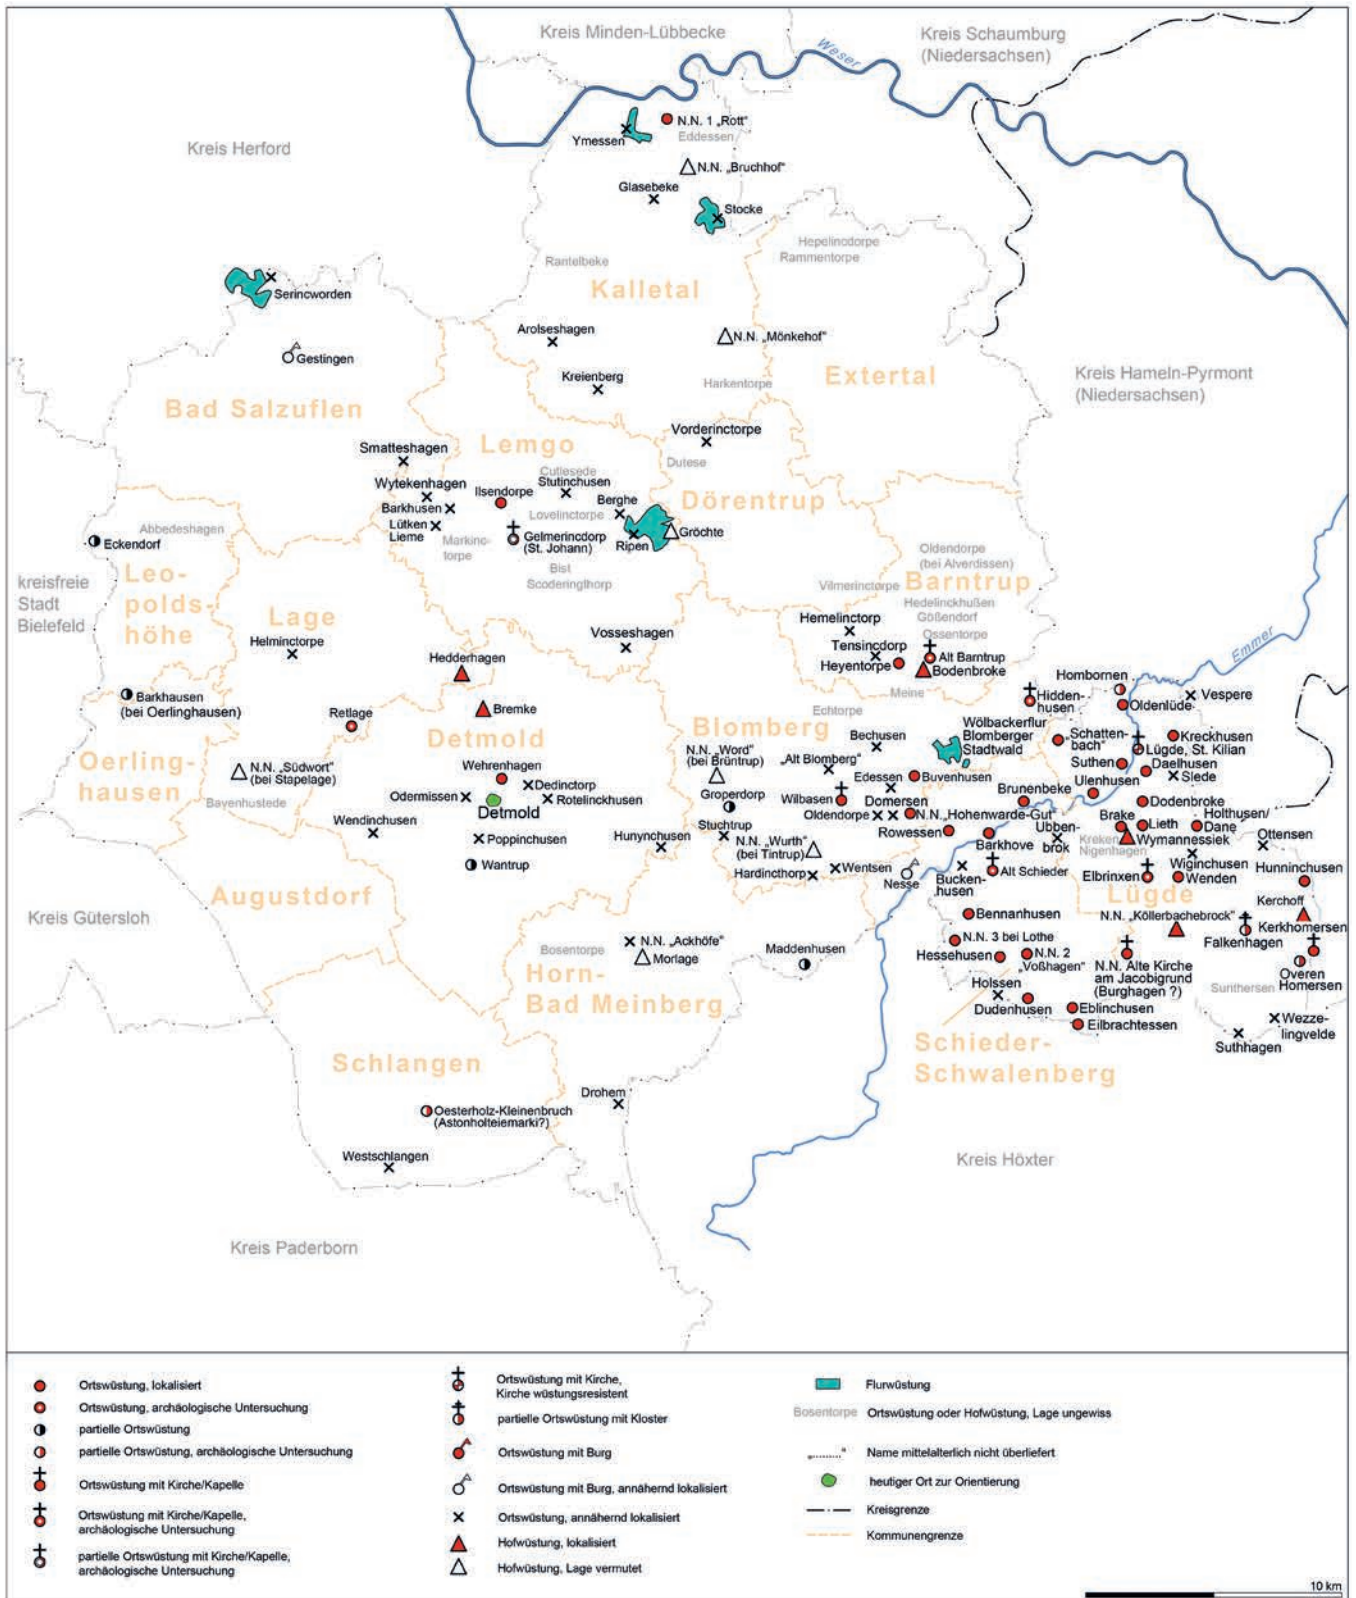 Kreis Minden-Lübbecke
Kreis Schaumburg
(Niedersachsen)
Weser
Kreis Herford
Ymessen
N.N. 1 „Rott“
Eddessen
N.N. „Bruchhof“
Glasebeke
Stocke
Hepelincdorpe
Rammentorpe
Rantelbeke
Kalletal
Serincworden
Arolseshagen
N.N. „Mönkehof“
Gestingen
Kreienberg
Harkentorpe
Extertal
Kreis Hameln-Pyrmont
(Niedersachsen)
Bad Salzuflen
Lemgo
Vorderinctorpe
Smatteshagen
Dutese
Cutlesede
Stutinchusen
Wytekenhagen
Ilsendorpe
Barkhusen
Lütken
Lieme
Lovelinctorpe
Berghe
Dörentrup
Markinc-
torpe
Gelmerincdorp
(St. Johann)
Ripen
Gröchte
Bist
Scoderingthorp
Abbedeshagen
Eckendorf
Oldendorpe
(bei Alverdissen)
Barntrup
Vilmerinctorpe
Hedelinckhußen
Gößendorf
Ossentorpe
kreisfreie
Stadt
Bielefeld
Leo-
polds-
höhe
Lage
Helminctorpe
Vosseshagen
Hemelinctorp
Tensincdorp
Heyentorpe
Alt Barntrup
Bodenbroke
Meine
Emmer
Hedderhagen
Barkhausen
(bei Oerlinghausen)
Bremke
Retlage
Detmold
Blomberg
Echtorpe
Hombornen
Vespere
Oldenlüde
Hidden-
husen
Wölbackerflur
Blomberger
Stadtwald
„Schatten-
bach“
Kreckhusen
Lügde, St. Kilian
Suthen
Daelhusen
Slede
Ulenhusen
Oerling-
hausen
N.N. „Südwort“
(bei Stapelage)
Bavenhustede
Wehrenhagen
Dedinctorp
Odermissen
Rotelinckhusen
Detmold
Wendinchusen
Poppinchusen
Wantrup
Hunynchusen
N.N. „Word“
(bei Brüntrup)
Groperdorp
Stuchtrup
N.N. „Wurth“
(bei Tintrup)
Hardincthorp
Wentsen
Bechusen
„Alt Blomberg“
Edessen
Buvenhusen
Wilbasen
Domersen
Oldendorpe
N.N. „Hohenwarde-Gut“
Rowessen
Brunenbeke
Barkhove
Nesse
Bucken-
husen
Alt Schieder
Ubben-
brok
Dodenbroke
Brake
Lieth
Holthusen/
Dane
Kreken
Nigenhagen
Wymannessiek
Ottensen
Wiginchusen
Elbrinxen
Wenden
Hunninchusen
Lügde
Kerchoff
N.N. „Köllerbachebrock“
Falkenhagen
Kerkhomersen
Overen
Homersen
Augustdorf
Kreis Gütersloh
Bosentorpe
N.N. „Ackhöfe“
Morlage
Maddenhusen
Horn-
Bad Meinberg
Bennanhusen
N.N. 3 bei Lothe
Hessehusen
N.N. 2
„Voßhagen“
N.N. Alte Kirche
am Jacobigrund
(Burghagen ?)
Holssen
Dudenhusen
Eblinchusen
Eilbrachtessen
Sunthersen
Wezze-
lingvelde
Suthhagen
Schlangen
Schieder-
Schwalenberg
Drohem
Oesterholz-Kleinenbruch
(Astonholteiemarki?)
Westschlangen
Kreis Höxter
Kreis Paderborn
Ortswüstung, lokalisiert
Ortswüstung, archäologische Untersuchung
partielle Ortswüstung
partielle Ortswüstung, archäologische Untersuchung
Ortswüstung mit Kirche/Kapelle
Ortswüstung mit Kirche/Kapelle,
archäologische Untersuchung
partielle Ortswüstung mit Kirche/Kapelle,
archäologische Untersuchung
Ortswüstung mit Kirche,
Kirche wüstungsresistent
partielle Ortswüstung mit Kloster
Ortswüstung mit Burg
Ortswüstung mit Burg, annähernd lokalisiert
Ortswüstung, annähernd lokalisiert
Hofwüstung, lokalisiert
Hofwüstung, Lage vermutet
Flurwüstung
Bosentorpe Ortswüstung oder Hofwüstung, Lage ungewiss
„..........“ Name mittelalterlich nicht überliefert
heutiger Ort zur Orientierung
Kreisgrenze
Kommunengrenze
10 km